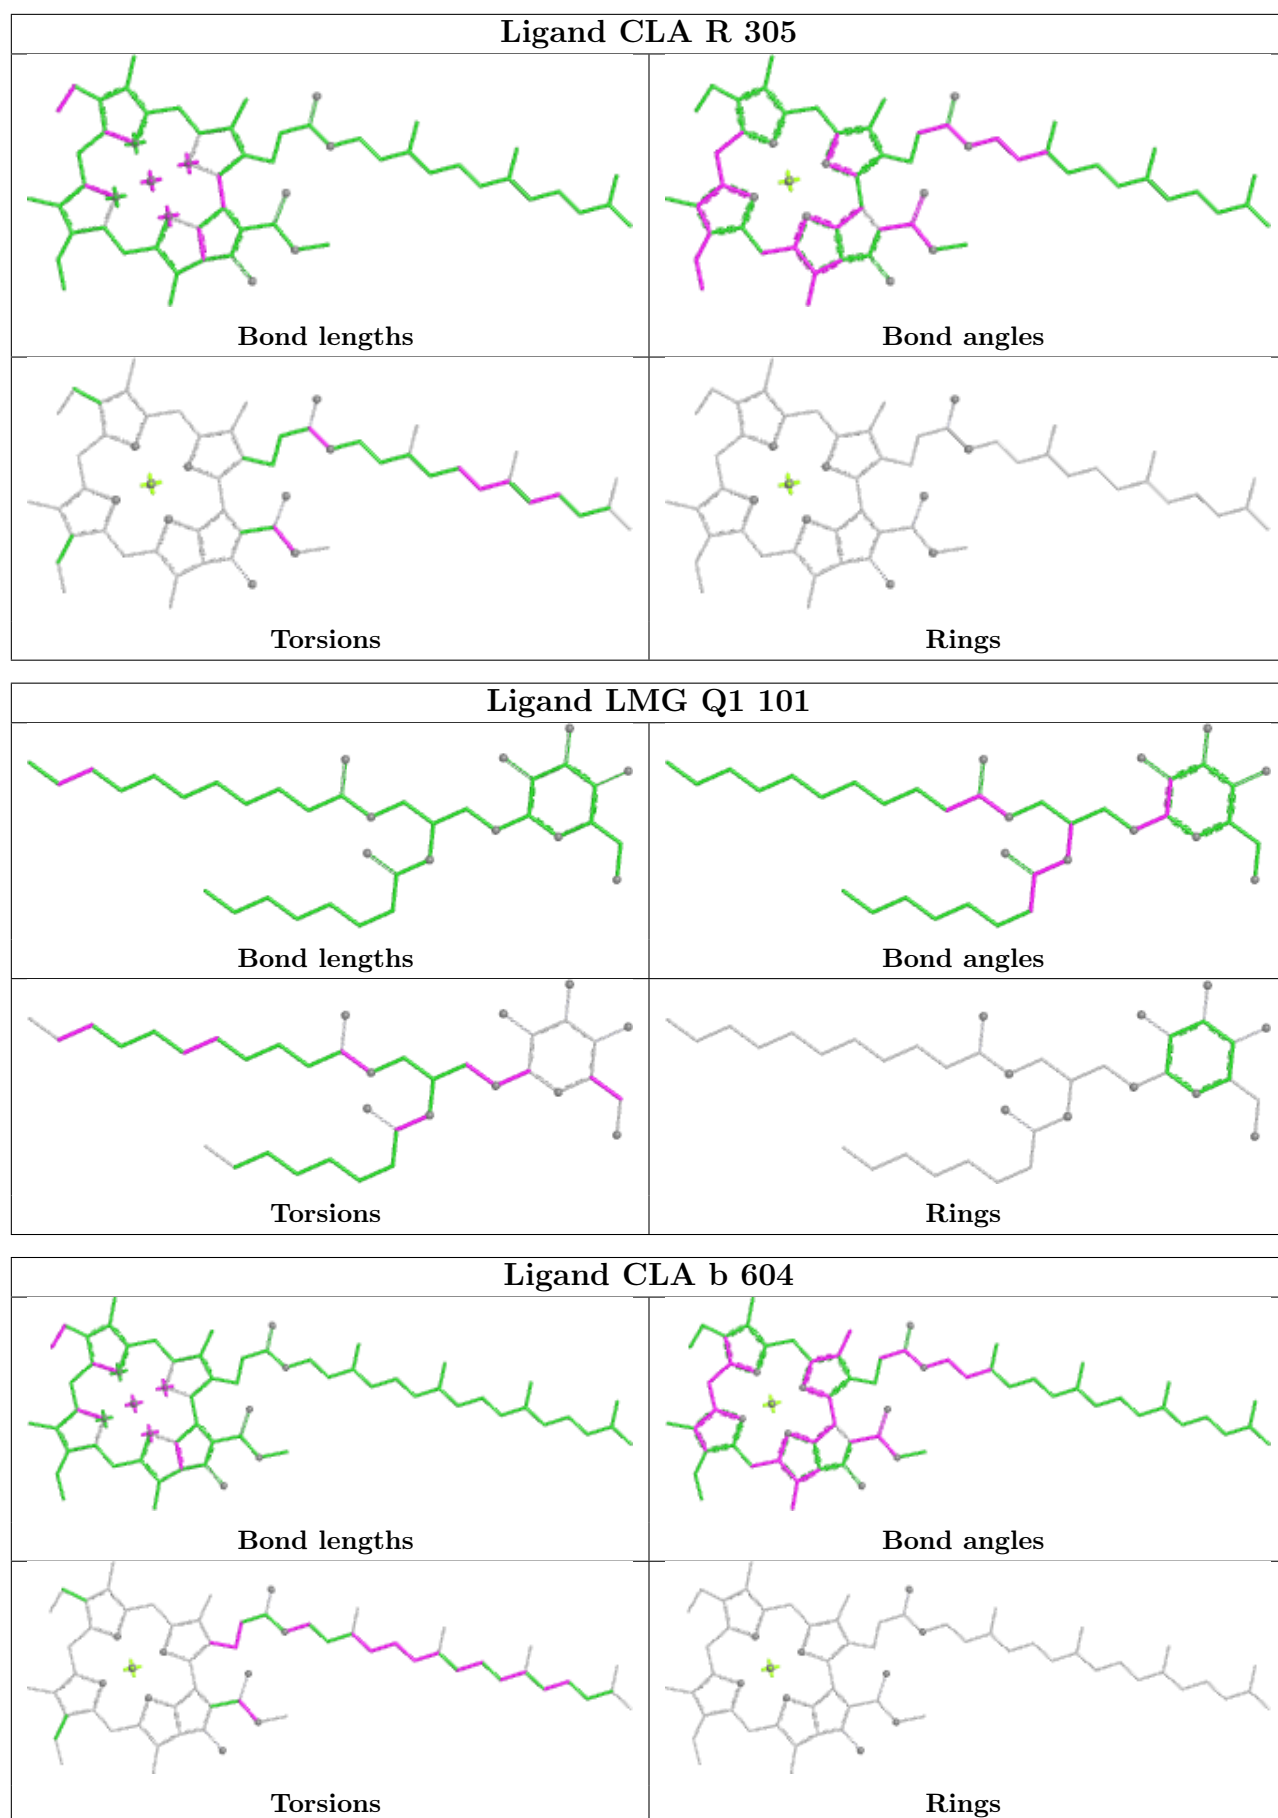 Ligand CLA R 305
Bond lengths
Bond angles
Torsions
Rings
Ligand LMG Q1 101
Bond lengths
Bond angles
Torsions
Rings
Ligand CLA b 604
Bond lengths
Bond angles
Torsions
Rings